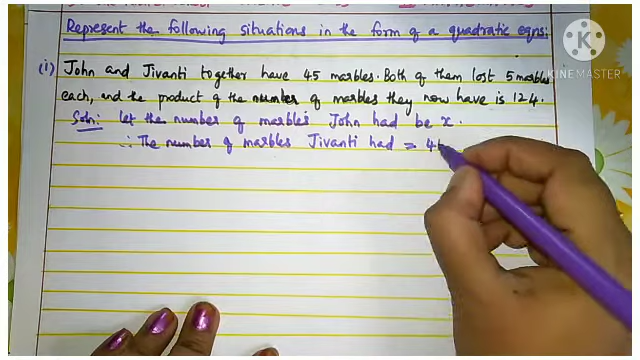 Represent the following situations in the form of a quadratic eqns:
(i) John and Jivanti together have 45 marbles. Both of them lost 5 marbles
each, and the product of the number of marbles they now have is 124.
Soln: let the number of marbles John had be x.
∴ The number of marbles Jivanti had = 4
KINEMASTER